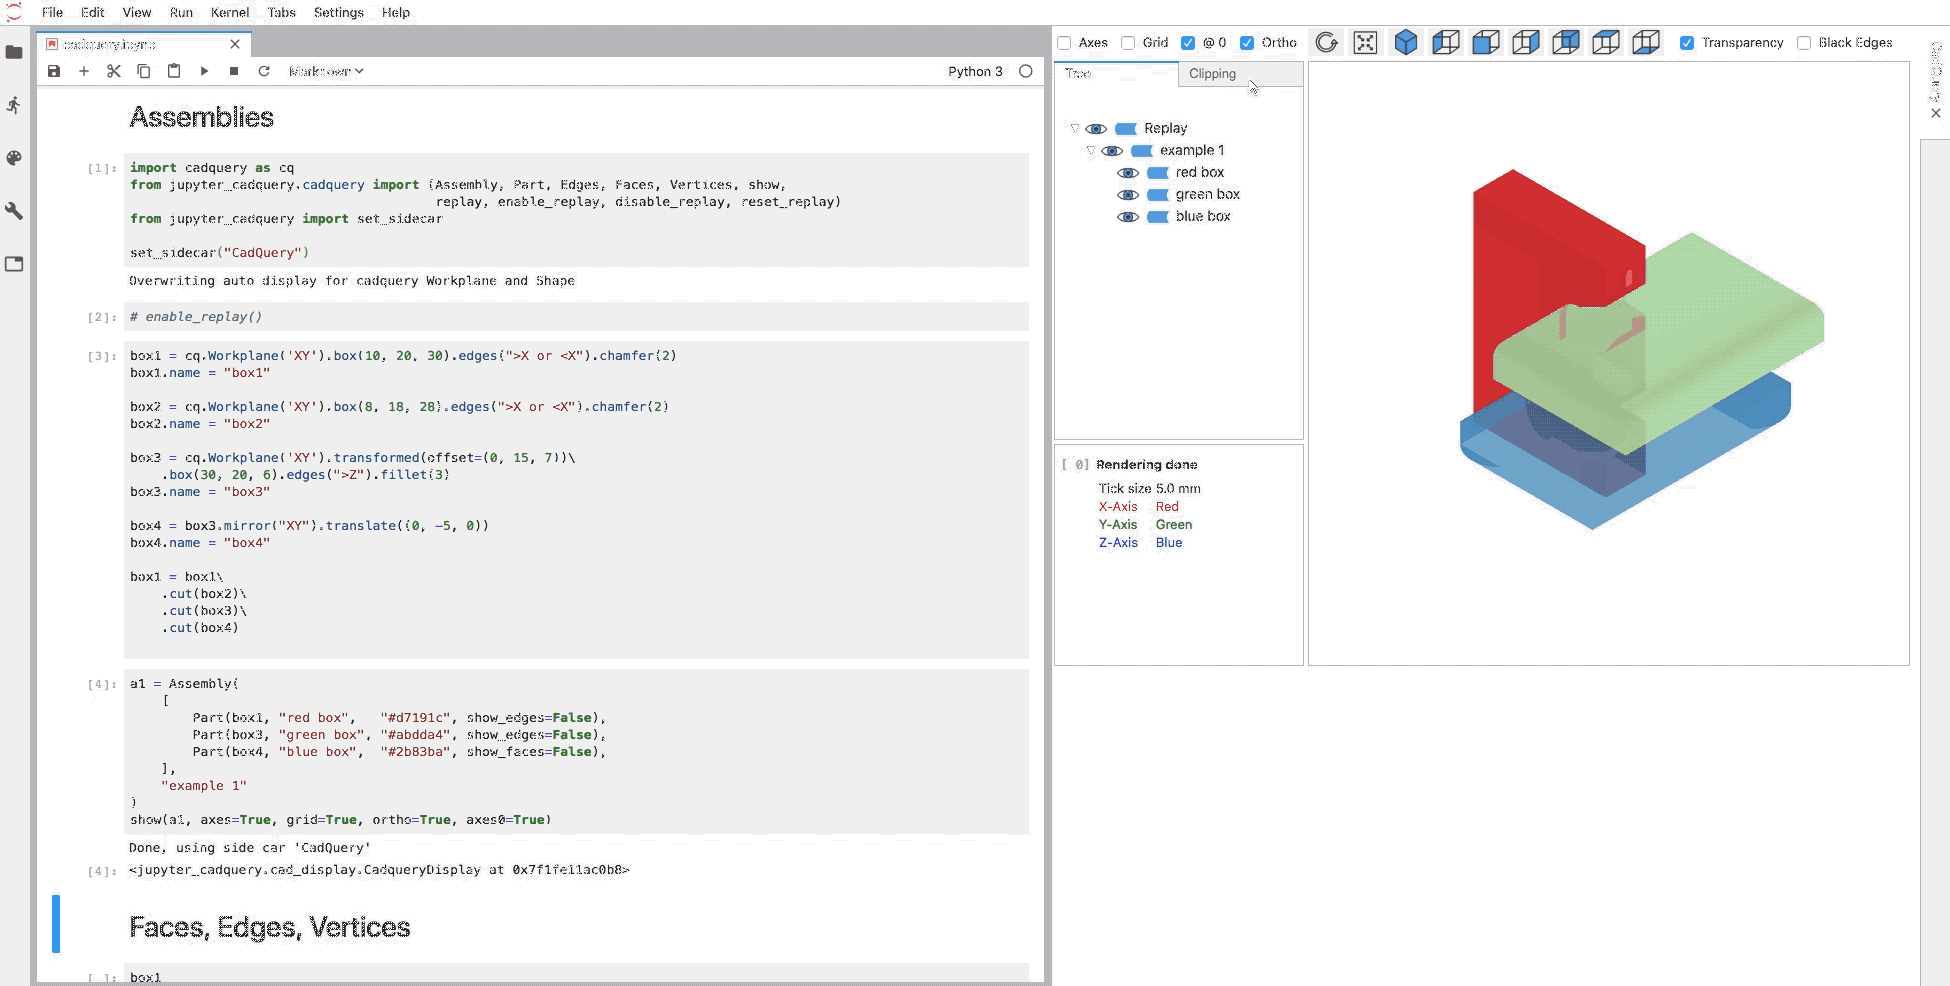 File Edit View Run Kernel Tabs Settings Help
cadquery.ipynb
Markdown
Python 3
Assemblies
[1]:
import cadquery as cq
from jupyter_cadquery.cadquery import (Assembly, Part, Edges, Faces, Vertices, show,
replay, enable_replay, disable_replay, reset_replay)
from jupyter_cadquery import set_sidecar
set_sidecar("CadQuery")
Overwriting auto display for cadquery Workplane and Shape
[2]:
# enable_replay()
[3]:
box1 = cq.Workplane('XY').box(10, 20, 30).edges(">X or <X").chamfer(2)
box1.name = "box1"
box2 = cq.Workplane('XY').box(8, 18, 28).edges(">X or <X").chamfer(2)
box2.name = "box2"
box3 = cq.Workplane('XY').transformed(offset=(0, 15, 7))\
.box(30, 20, 6).edges(">Z").fillet(3)
box3.name = "box3"
box4 = box3.mirror("XY").translate((0, -5, 0))
box4.name = "box4"
box1 = box1\
.cut(box2)\
.cut(box3)\
.cut(box4)
[4]:
a1 = Assembly(
[
Part(box1, "red box", "#d7191c", show_edges=False),
Part(box3, "green box", "#abdda4", show_edges=False),
Part(box4, "blue box", "#2b83ba", show_faces=False),
],
"example 1"
)
show(a1, axes=True, grid=True, ortho=True, axes0=True)
Done, using side car 'CadQuery'
[4]:
<jupyter_cadquery.cad_display.CadqueryDisplay at 0x7f1fe11ac0b8>
Faces, Edges, Vertices
[ ]:
box1
Axes Grid @ 0 Ortho Transparency Black Edges
Tree Clipping
Replay
example 1
red box
green box
blue box
[ 0] Rendering done
Tick size 5.0 mm
X-Axis Red
Y-Axis Green
Z-Axis Blue
CadQuery